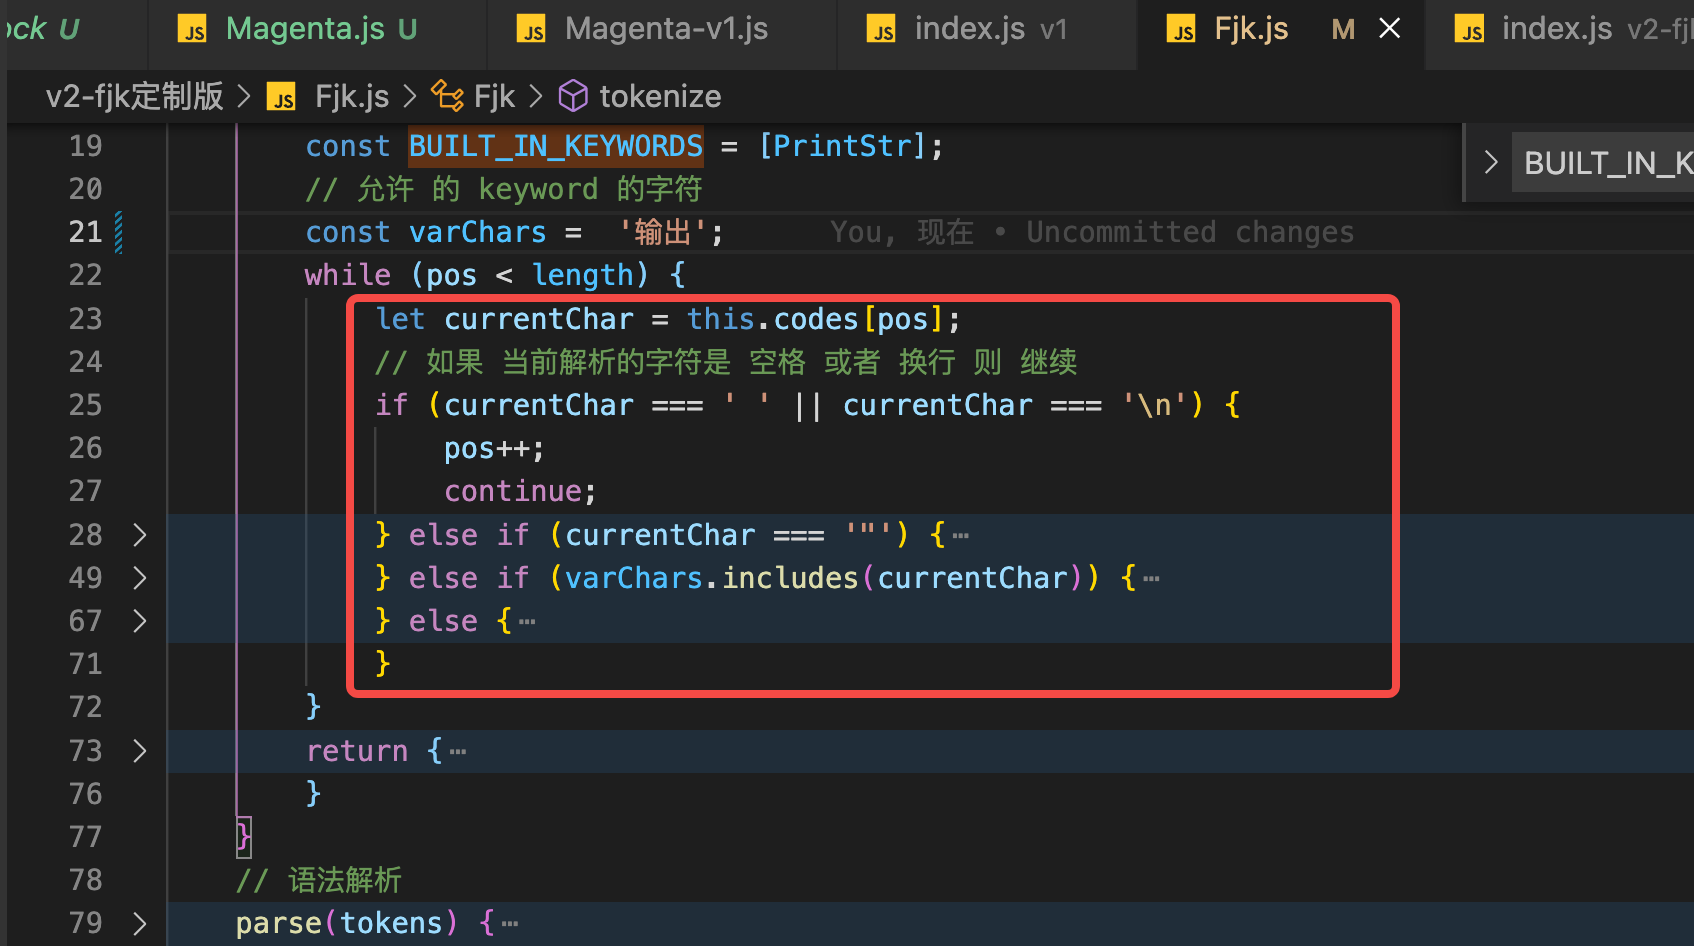 ock U JS Magenta.js U JS Magenta-v1.js JS index.js v1 JS Fjk.js M JS index.js v2-fj
v2-fjk定制版 > JS Fjk.js > Fjk > tokenize
19 const BUILT_IN_KEYWORDS = [PrintStr];
BUILT_IN_K
20 // 允许 的 keyword 的字符
21 const varChars = '输出'; You, 现在 • Uncommitted changes
22 while (pos < length) {
23 let currentChar = this.codes[pos];
24 // 如果 当前解析的字符是 空格 或者 换行 则 继续
25 if (currentChar === ' ' || currentChar === '\n') {
26 pos++;
27 continue;
28 } else if (currentChar === '"') {⋯
49 } else if (varChars.includes(currentChar)) {⋯
67 } else {⋯
71 }
72 }
73 return {⋯
76 }
77 }
78 // 语法解析
79 parse(tokens) {⋯